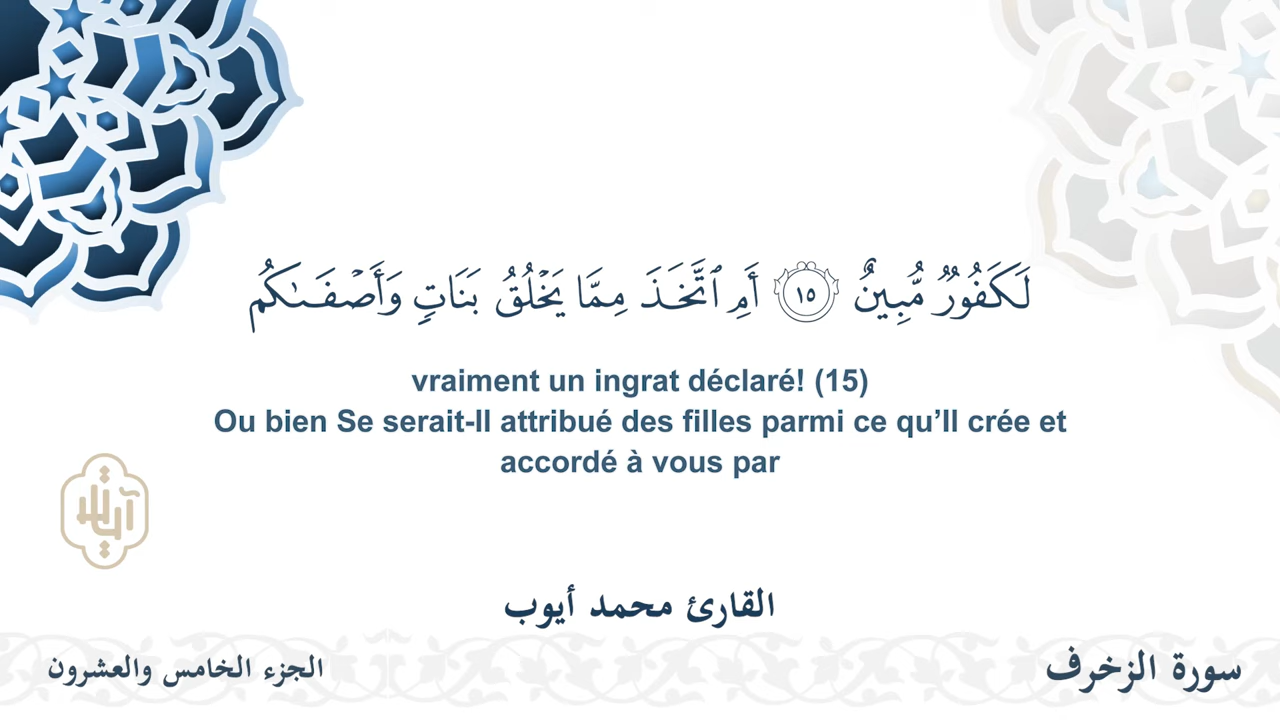 لَكَفُورٌ مُّبِينٌ ١٥ أَمِ ٱتَّخَذَ مِمَّا يَخْلُقُ بَنَاتٍ وَأَصْفَىٰكُم
vraiment un ingrat déclaré! (15)
Ou bien Se serait-Il attribué des filles parmi ce qu’Il crée et
accordé à vous par
القارئ محمد أيوب
سورة الزخرف
الجزء الخامس والعشرون